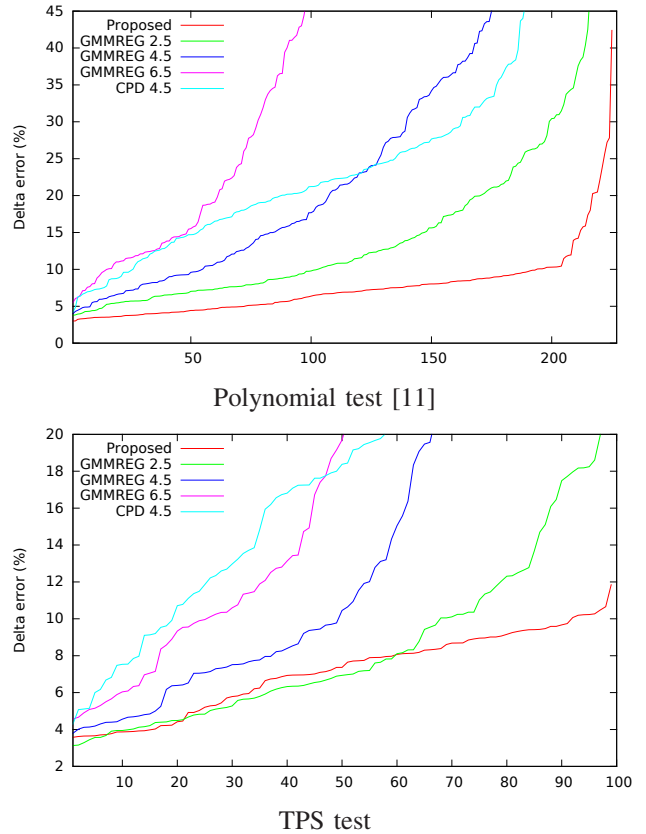 45
40
35
30
25
20
15
10
5
0
Delta error (%)
Proposed
GMMREG 2.5
GMMREG 4.5
GMMREG 6.5
CPD 4.5
50 100 150 200
Polynomial test [11]
20
18
16
14
12
10
8
6
4
2
Delta error (%)
Proposed
GMMREG 2.5
GMMREG 4.5
GMMREG 6.5
CPD 4.5
10 20 30 40 50 60 70 80 90 100
TPS test